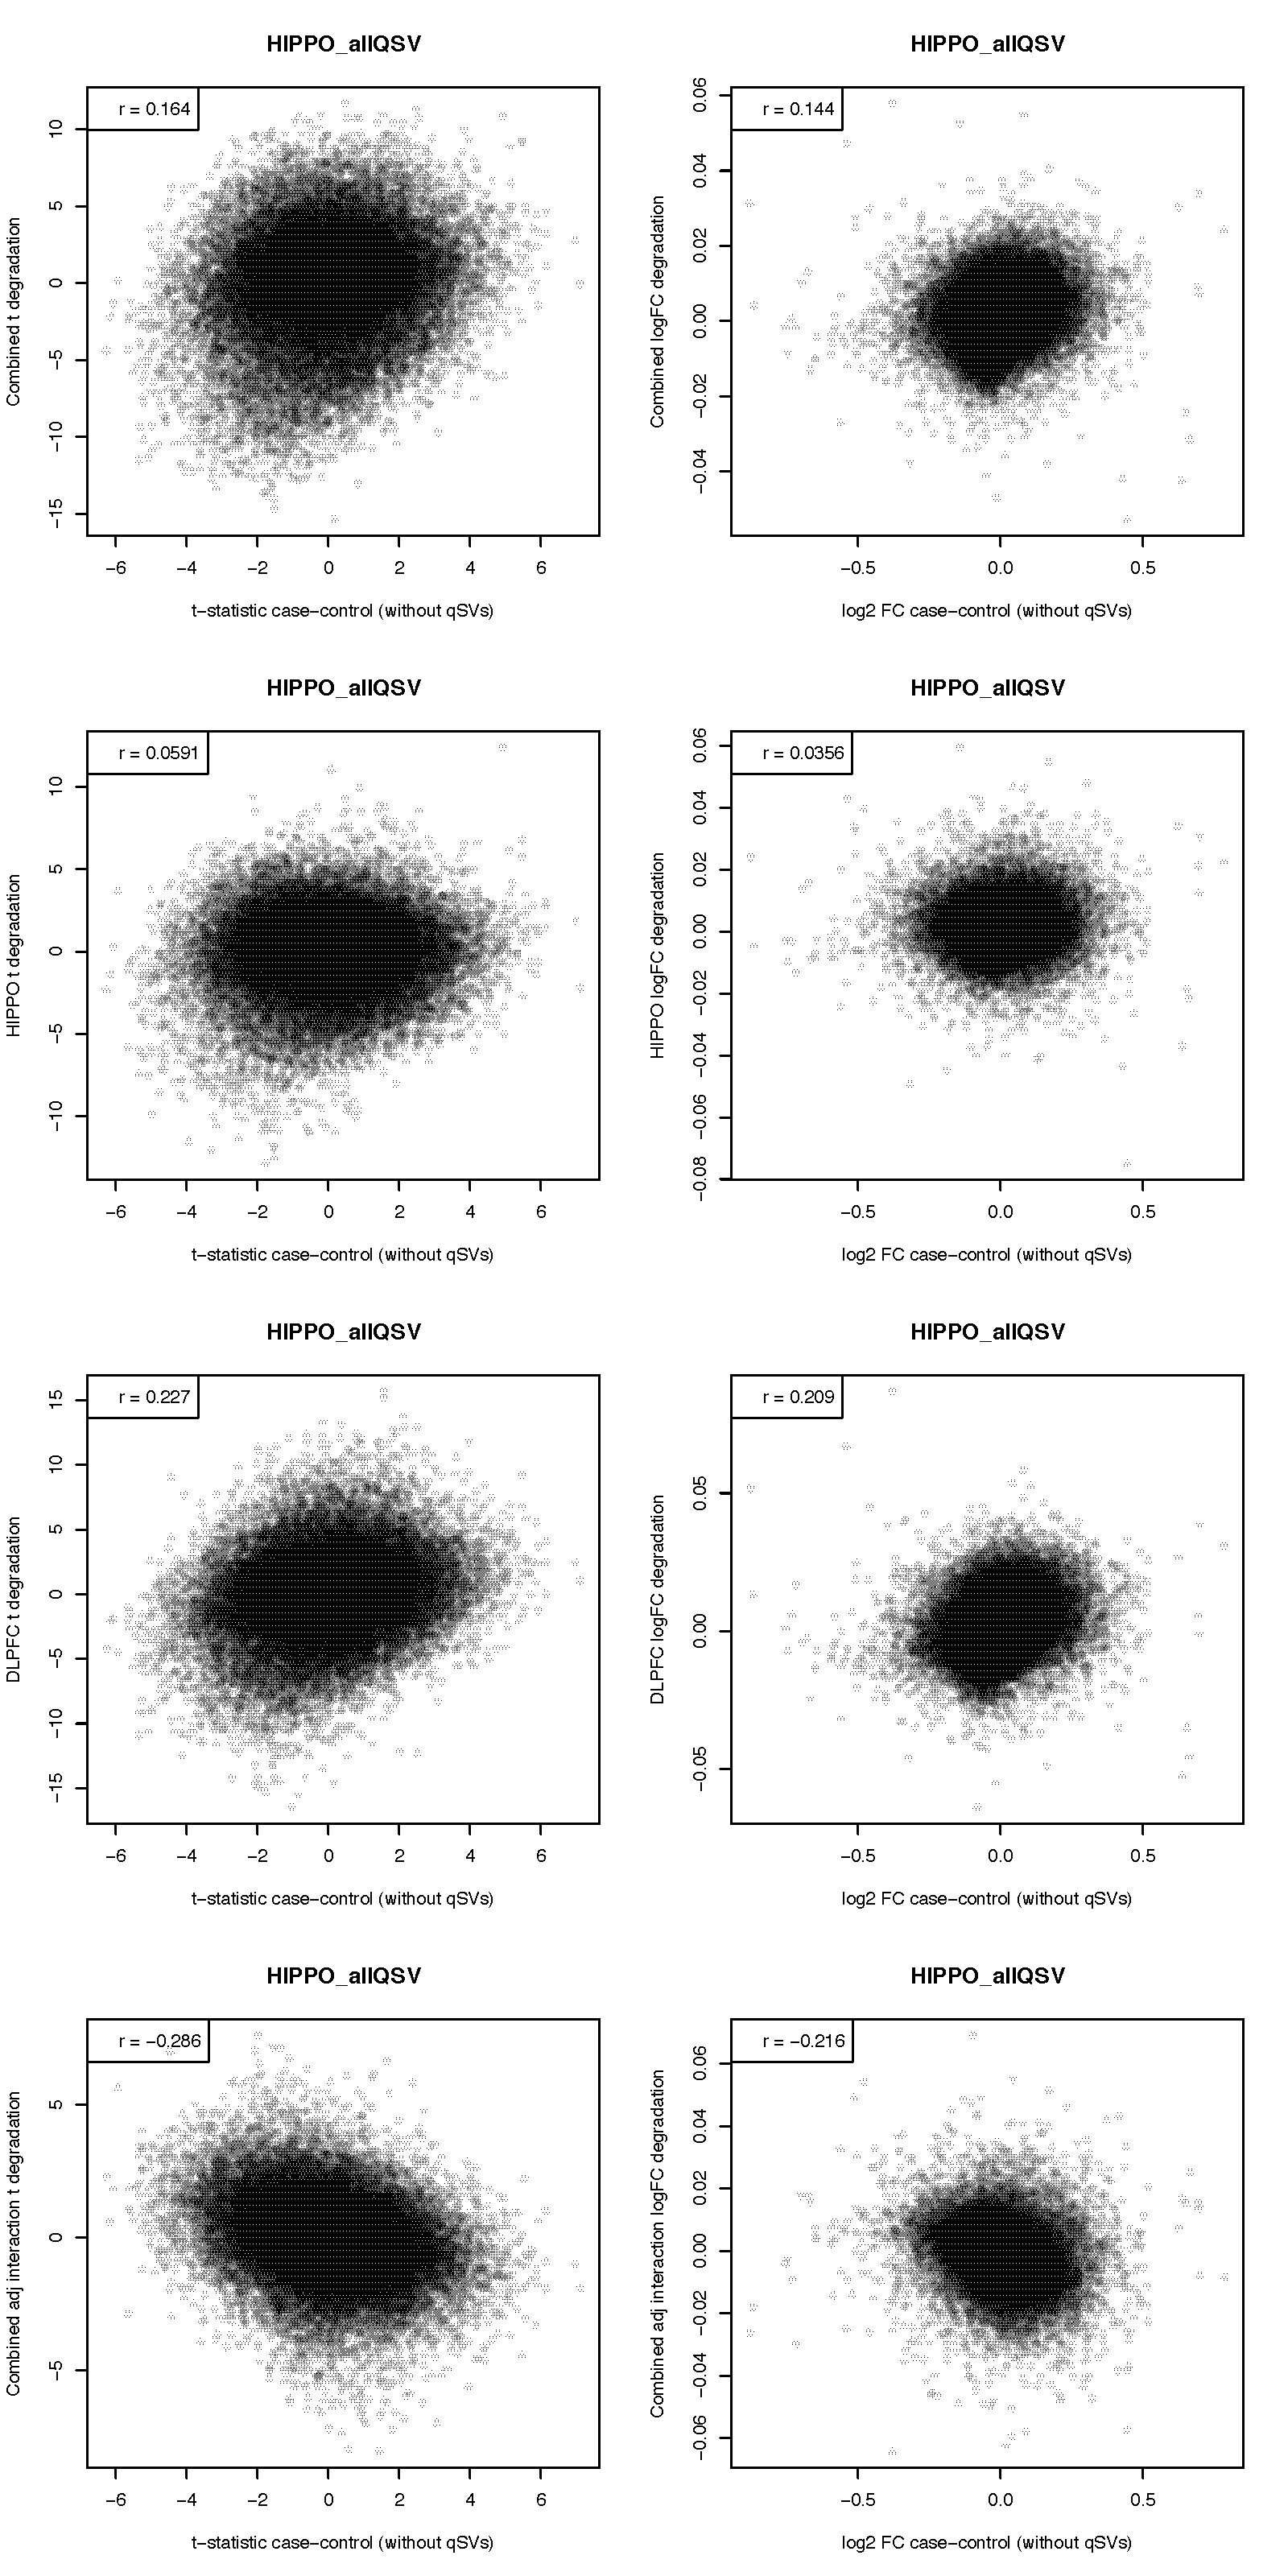 HIPPO_allQSV
r = 0.164
Combined t degradation
10
5
0
−5
−10
−15
−6 −4 −2 0 2 4 6
t−statistic case−control (without qSVs)
HIPPO_allQSV
r = 0.144
Combined logFC degradation
0.06
0.04
0.02
0.00
−0.02
−0.04
−0.5 0.0 0.5
log2 FC case−control (without qSVs)
HIPPO_allQSV
r = 0.0591
HIPPO t degradation
10
5
0
−5
−10
−6 −4 −2 0 2 4 6
t−statistic case−control (without qSVs)
HIPPO_allQSV
r = 0.0356
HIPPO logFC degradation
0.06
0.04
0.02
0.00
−0.02
−0.04
−0.06
−0.08
−0.5 0.0 0.5
log2 FC case−control (without qSVs)
HIPPO_allQSV
r = 0.227
DLPFC t degradation
15
10
5
0
−5
−10
−15
−6 −4 −2 0 2 4 6
t−statistic case−control (without qSVs)
HIPPO_allQSV
r = 0.209
DLPFC logFC degradation
0.05
0.00
−0.05
−0.5 0.0 0.5
log2 FC case−control (without qSVs)
HIPPO_allQSV
r = −0.286
Combined adj interaction t degradation
5
0
−5
−6 −4 −2 0 2 4 6
t−statistic case−control (without qSVs)
HIPPO_allQSV
r = −0.216
Combined adj interaction logFC degradation
0.06
0.04
0.02
0.00
−0.02
−0.04
−0.06
−0.5 0.0 0.5
log2 FC case−control (without qSVs)